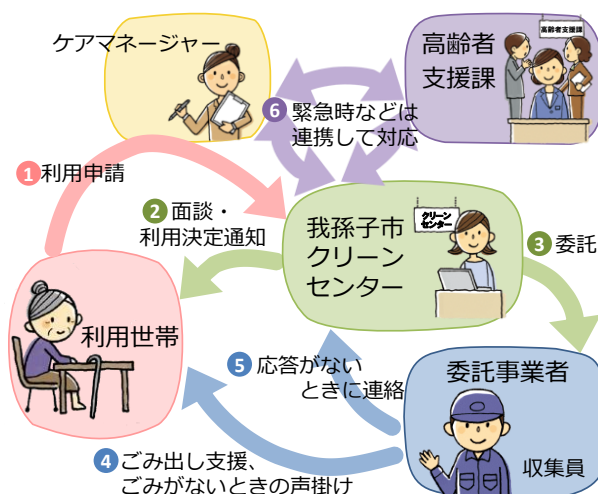 ケアマネージャー
高齢者支援課
高齢者
支援課
6 緊急時などは
連携して対応
1 利用申請
2 面談・
利用決定通知
クリーン
センター
我孫子市
クリーン
センター
3 委託
利用世帯
5 応答がない
ときに連絡
委託事業者
収集員
4 ごみ出し支援、
ごみがないときの声掛け